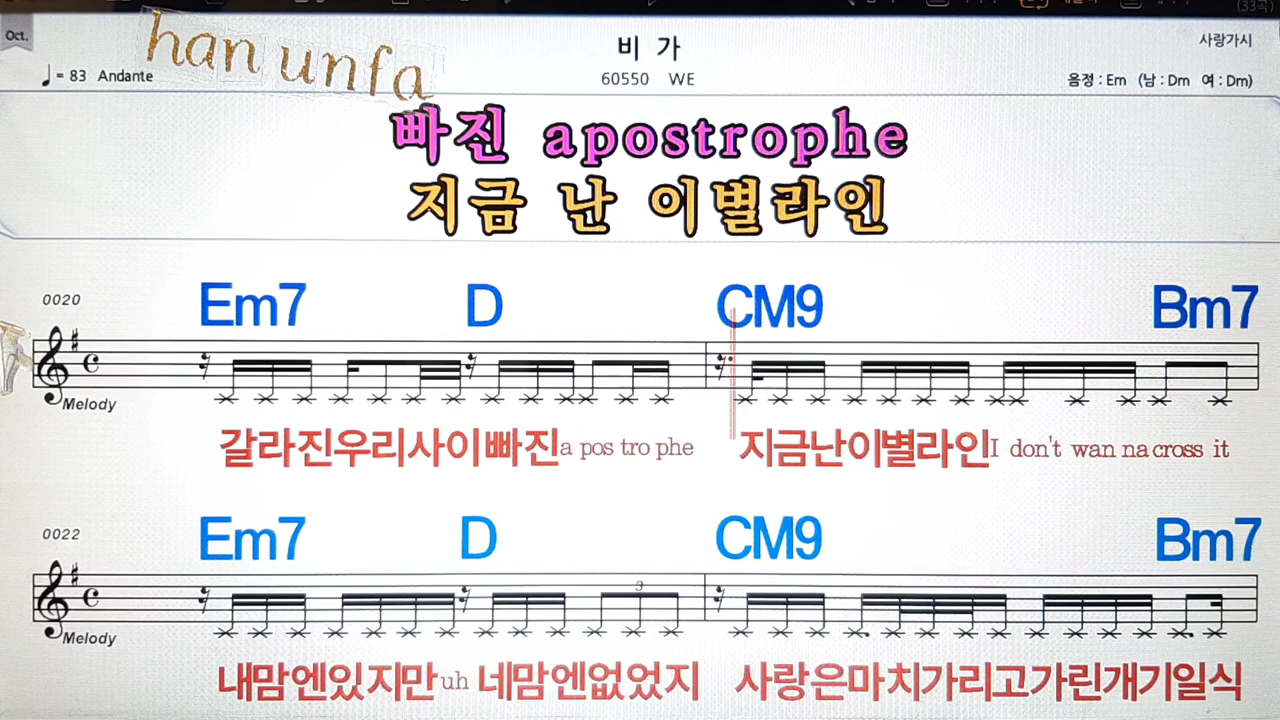 Oct.
han unfa
비 가
사랑가시
♩= 83 Andante
60550 WE
음정 : Em (남 : Dm 여 : Dm)
빠진 apostrophe
지금 난 이별라인
0020
Em7 D CM9 Bm7
Melody
갈라진우리사이빠진a pos tro phe 지금난이별라인I don't wan na cross it
0022
Em7 D CM9 Bm7
3
Melody
내맘엔있지만 uh 네맘엔없었지 사랑은마치가리고가린개기일식